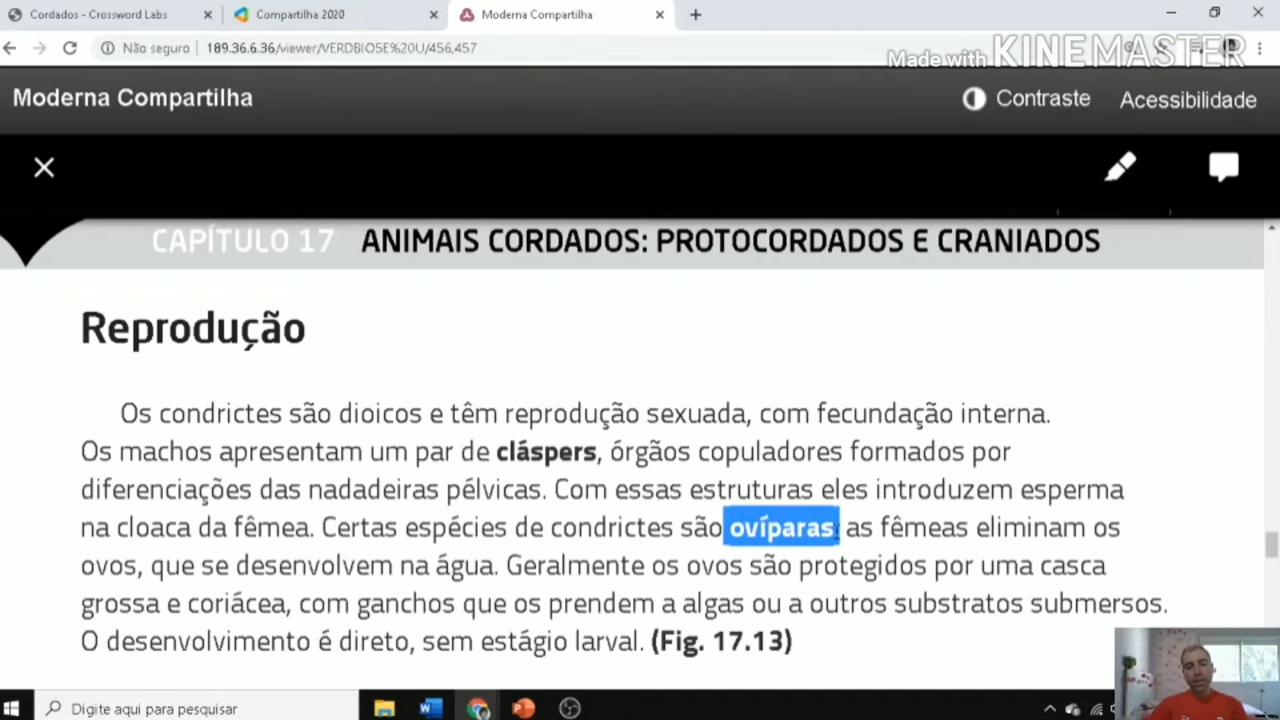 Cordados - Crossword Labs
Compartilha 2020
Moderna Compartilha
Não seguro | 189.36.6.36/viewer/VERDBIO5E%20U/456,457
Made with KINEMASTER
Moderna Compartilha
Contraste
Acessibilidade
CAPÍTULO 17 ANIMAIS CORDADOS: PROTOCORDADOS E CRANIADOS
Reprodução
Os condrictes são dioicos e têm reprodução sexuada, com fecundação interna.
Os machos apresentam um par de cláspers, órgãos copuladores formados por
diferenciações das nadadeiras pélvicas. Com essas estruturas eles introduzem esperma
na cloaca da fêmea. Certas espécies de condrictes são ovíparas; as fêmeas eliminam os
ovos, que se desenvolvem na água. Geralmente os ovos são protegidos por uma casca
grossa e coriácea, com ganchos que os prendem a algas ou a outros substratos submersos.
O desenvolvimento é direto, sem estágio larval. (Fig. 17.13)
Digite aqui para pesquisar